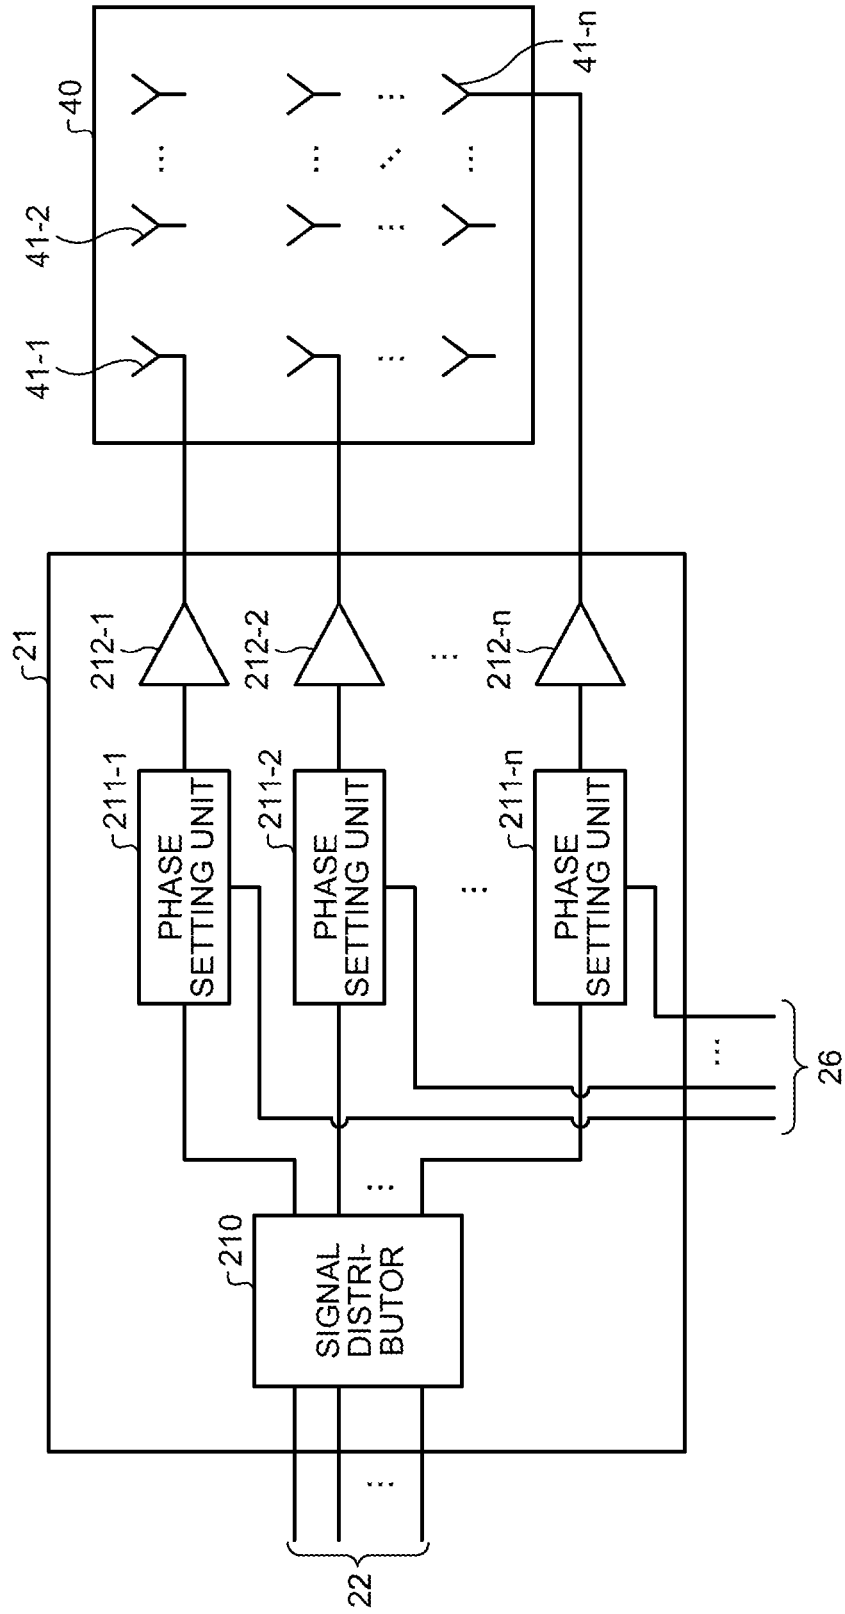 21
40
41-1
41-2
41-n
22
210
SIGNAL
DISTRI-
BUTOR
211-1
PHASE
SETTING UNIT
212-1
211-2
PHASE
SETTING UNIT
212-2
...
...
211-n
PHASE
SETTING UNIT
212-n
26